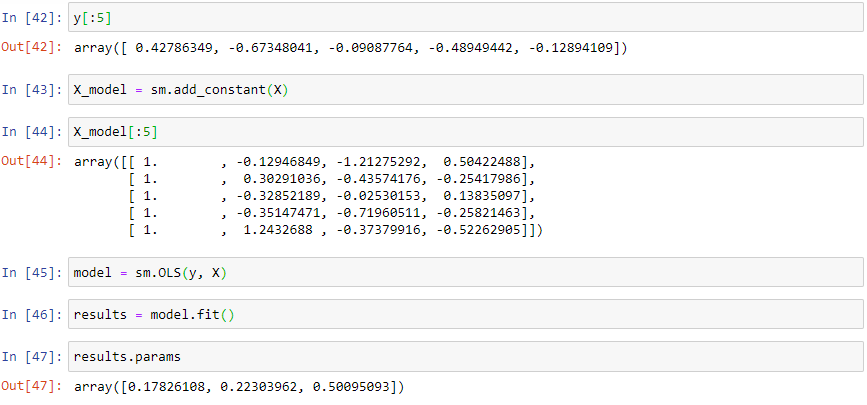 In [42]: y[:5]
Out[42]: array([ 0.42786349, -0.67348041, -0.09087764, -0.48949442, -0.12894109])
In [43]: X_model = sm.add_constant(X)
In [44]: X_model[:5]
Out[44]: array([[ 1.        , -0.12946849, -1.21275292,  0.50422488],
       [ 1.        ,  0.30291036, -0.43574176, -0.25417986],
       [ 1.        , -0.32852189, -0.02530153,  0.13835097],
       [ 1.        , -0.35147471, -0.71960511, -0.25821463],
       [ 1.        ,  1.2432688 , -0.37379916, -0.52262905]])
In [45]: model = sm.OLS(y, X)
In [46]: results = model.fit()
In [47]: results.params
Out[47]: array([0.17826108, 0.22303962, 0.50095093])